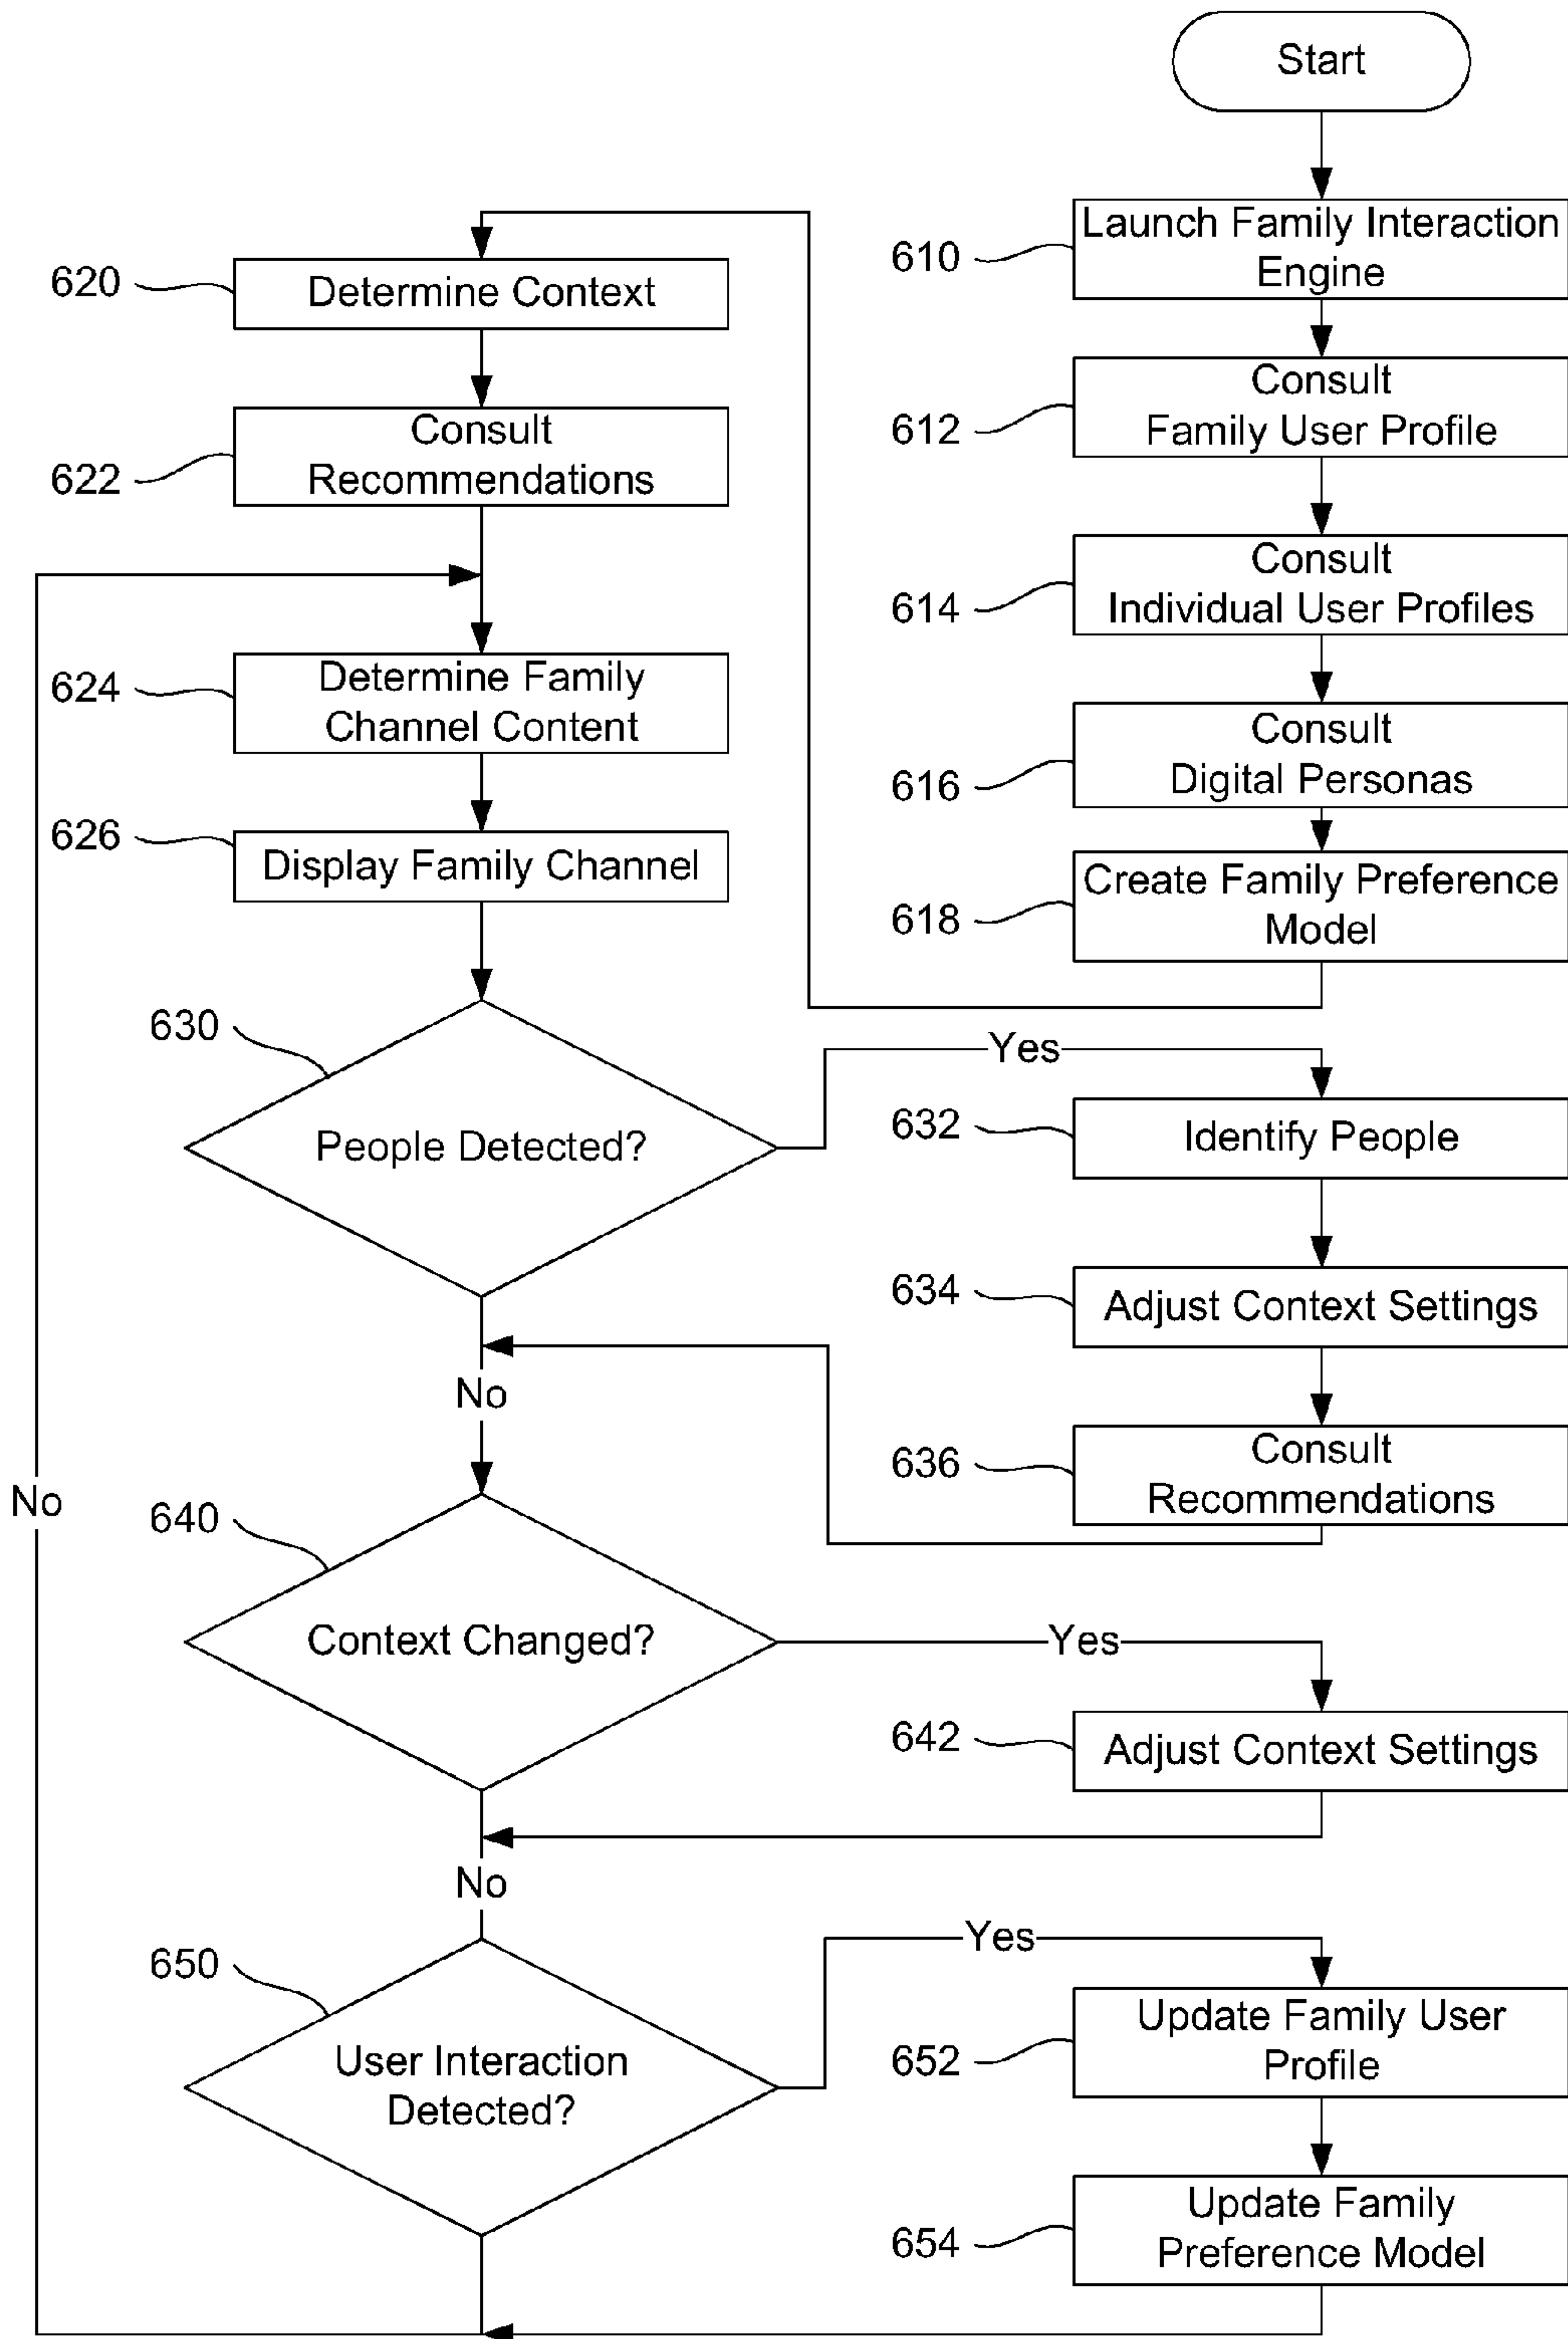 Start
610
Launch Family Interaction
Engine
612
Consult
Family User Profile
614
Consult
Individual User Profiles
616
Consult
Digital Personas
618
Create Family Preference
Model
620
Determine Context
622
Consult
Recommendations
624
Determine Family
Channel Content
626
Display Family Channel
630
People Detected?
Yes
632
Identify People
634
Adjust Context Settings
636
Consult
Recommendations
No
640
Context Changed?
Yes
642
Adjust Context Settings
No
650
User Interaction
Detected?
Yes
652
Update Family User
Profile
654
Update Family
Preference Model
No